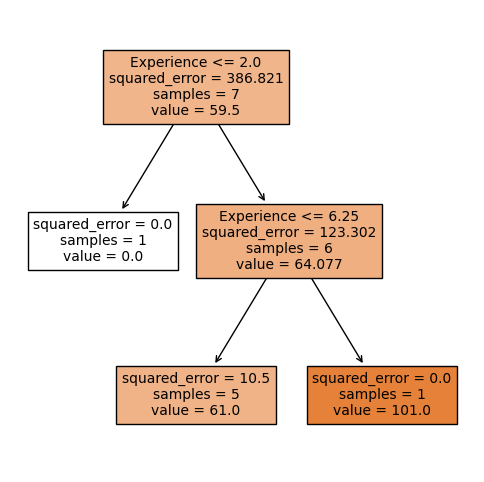 Experience <= 2.0
squared_error = 386.821
samples = 7
value = 59.5
squared_error = 0.0
samples = 1
value = 0.0
Experience <= 6.25
squared_error = 123.302
samples = 6
value = 64.077
squared_error = 10.5
samples = 5
value = 61.0
squared_error = 0.0
samples = 1
value = 101.0